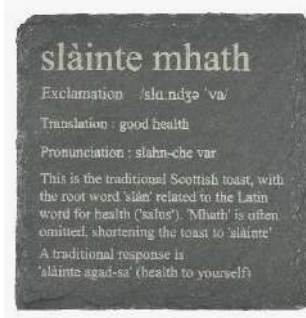 slàinte mhath
Exclamation /slɑ.ndʒə ˈva/
Translation : good health
Pronunciation : slahn-che var
This is the traditional Scottish toast, with
the root word 'slàn' related to the Latin
word for health ('salus'). 'Mhath' is often
omitted, shortening the toast to 'slàinte'
A traditional response is
'slàinte agad-sa' (health to yourself)